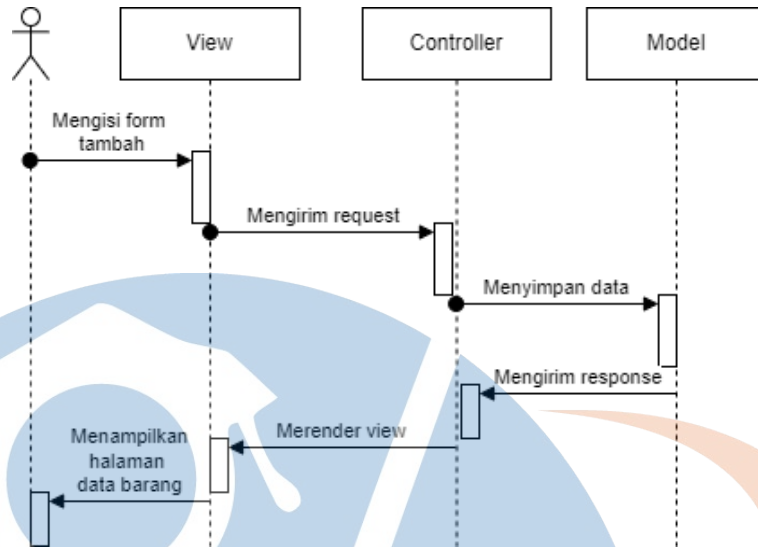 View
Controller
Model
Mengisi form
tambah
Mengirim request
Menyimpan data
Mengirim response
Merender view
Menampilkan
halaman
data barang